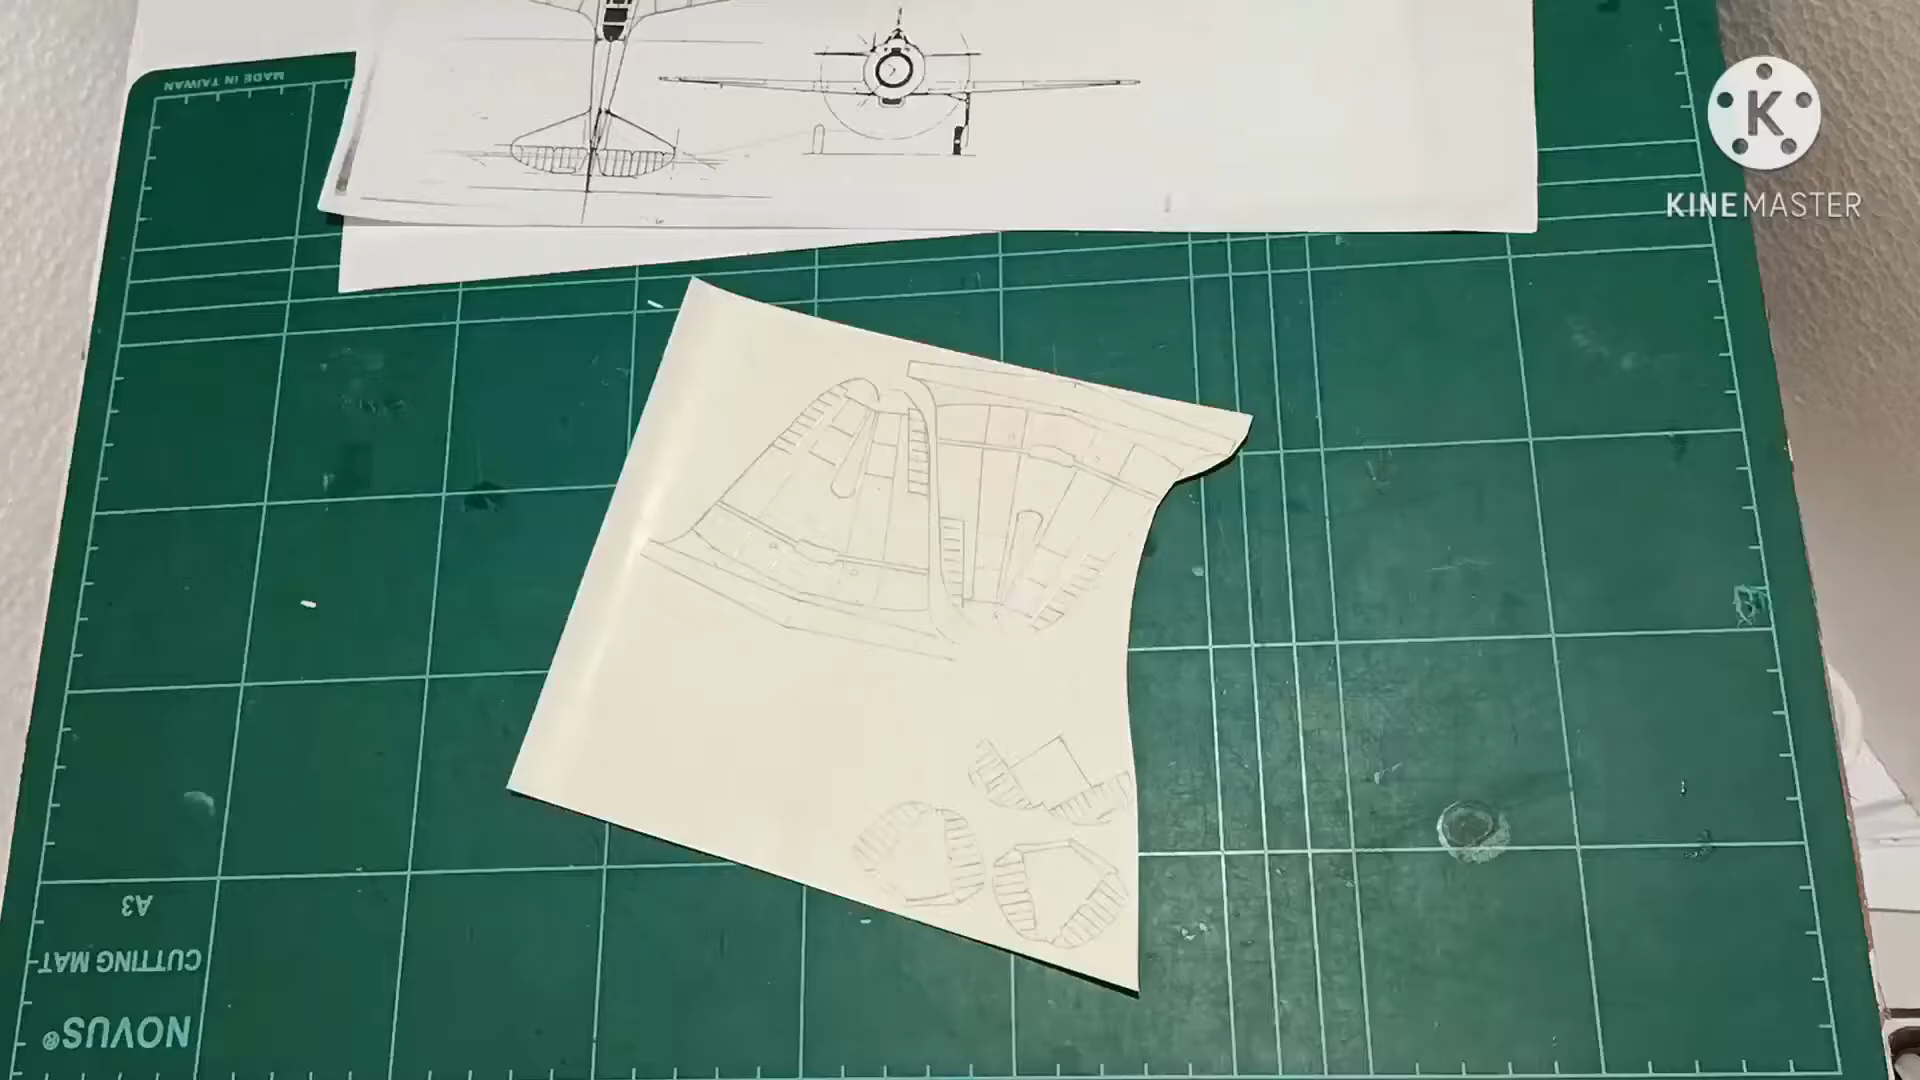 MADE IN TAIWAN
K
KINEMASTER
A3
CUTTING MAT
NOVUS®